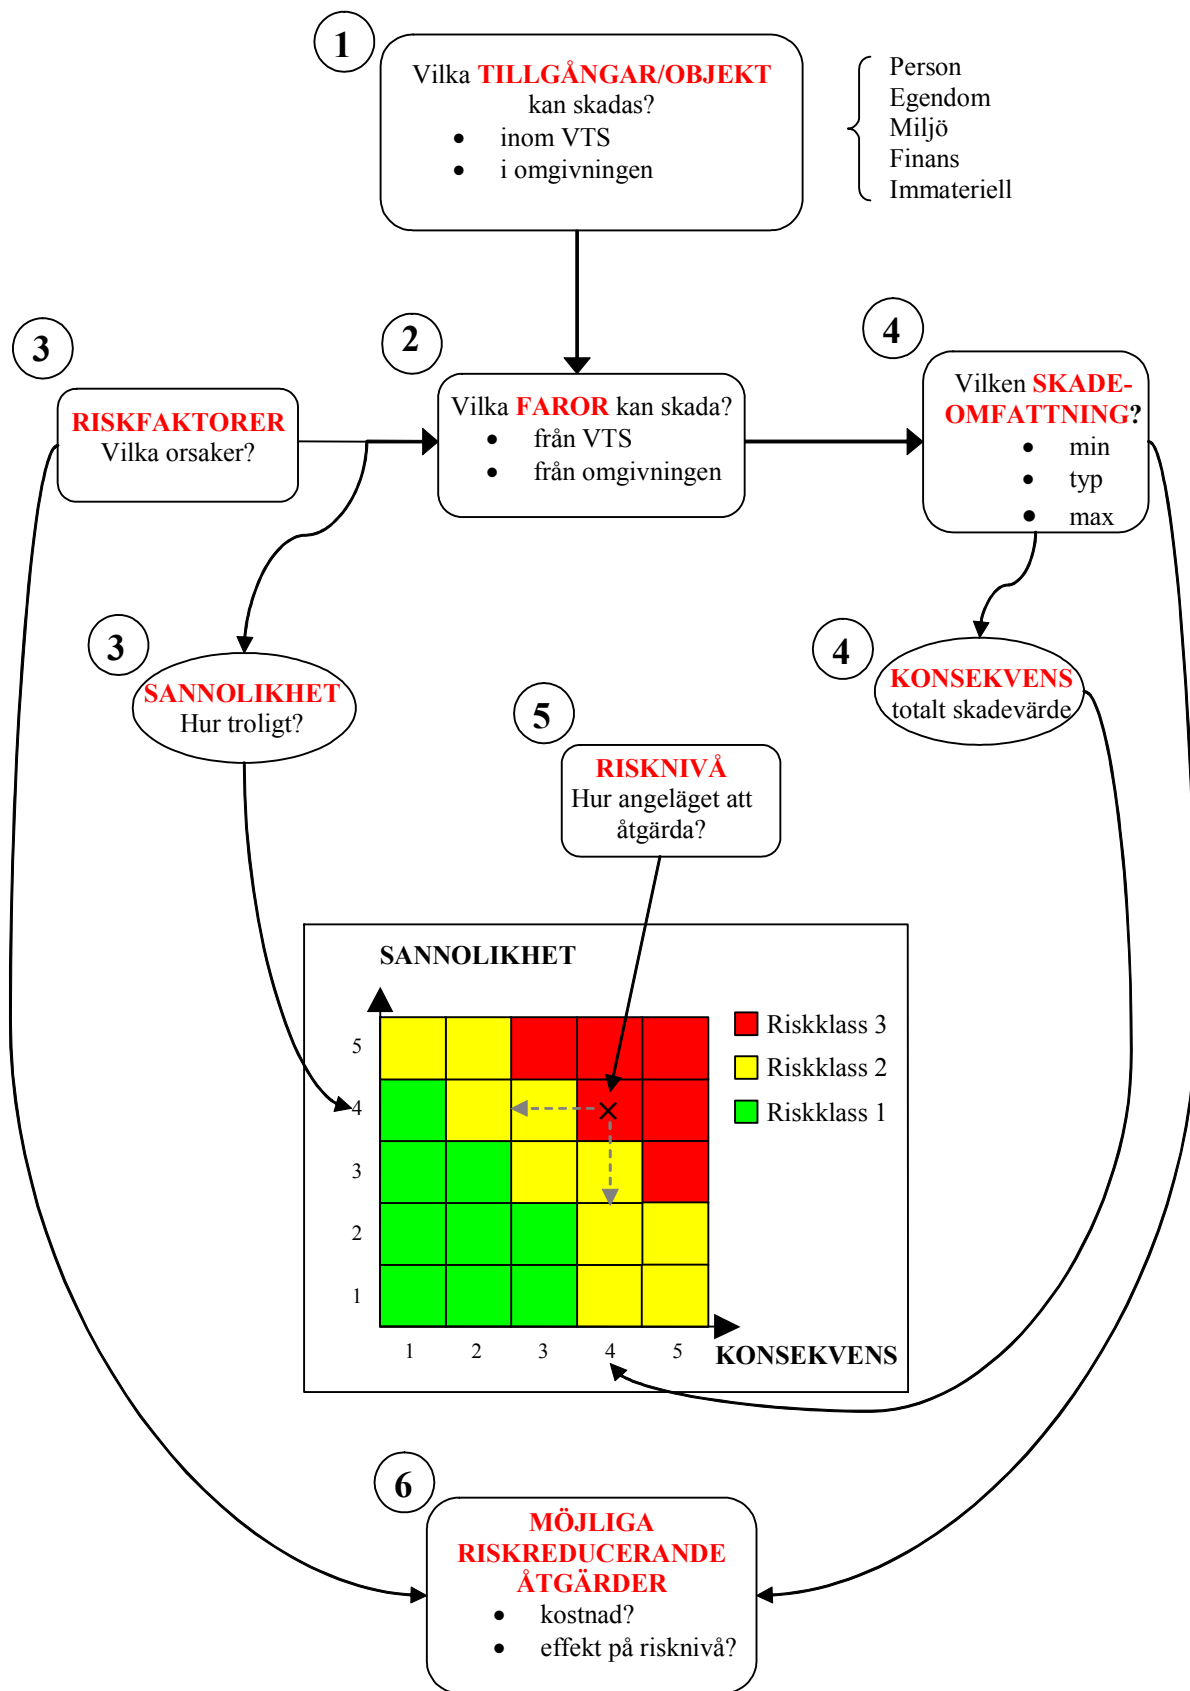 1
Vilka TILLGÅNGAR/OBJEKT
kan skadas?
• inom VTS
• i omgivningen
Person
Egendom
Miljö
Finans
Immateriell
3
RISKFAKTORER
Vilka orsaker?
2
Vilka FAROR kan skada?
• från VTS
• från omgivningen
4
Vilken SKADE-
OMFATTNING?
• min
• typ
• max
3
SANNOLIKHET
Hur troligt?
4
KONSEKVENS
totalt skadevärde
5
RISKNIVÅ
Hur angeläget att
åtgärda?
SANNOLIKHET
5
4
3
2
1
1 2 3 4 5
KONSEKVENS
Riskklass 3
Riskklass 2
Riskklass 1
6
MÖJLIGA
RISKREDUCERANDE
ÅTGÄRDER
• kostnad?
• effekt på risknivå?